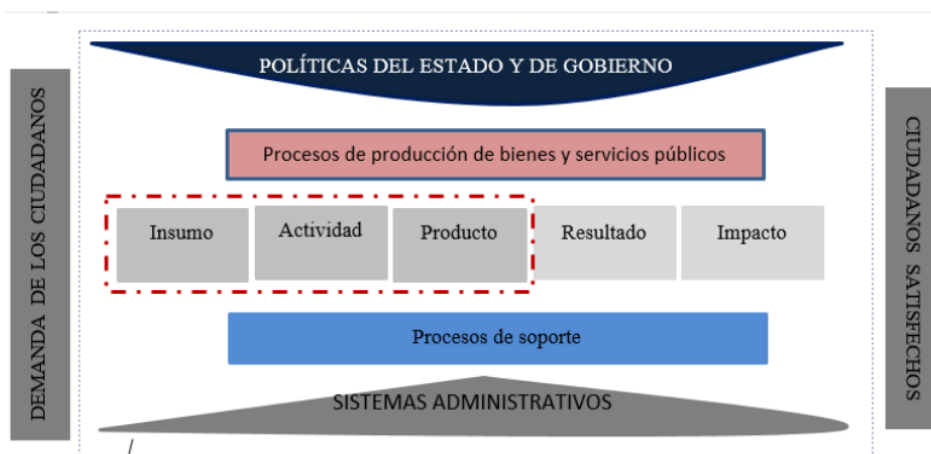 POLÍTICAS DEL ESTADO Y DE GOBIERNO
DEMANDA DE LOS CIUDADANOS
Procesos de producción de bienes y servicios públicos
Insumo
Actividad
Producto
Resultado
Impacto
Procesos de soporte
SISTEMAS ADMINISTRATIVOS
CIUDADANOS SATISFECHOS
/